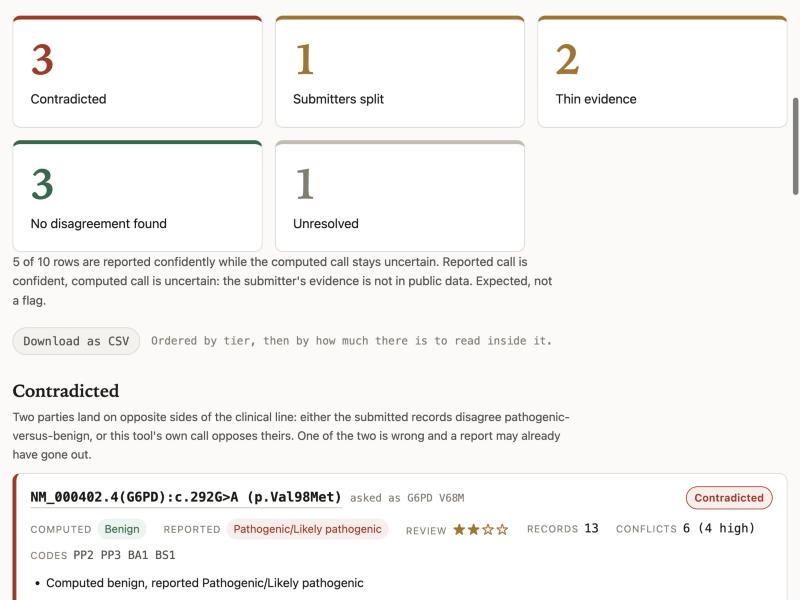 3
Contradicted
1
Submitters split
2
Thin evidence
3
No disagreement found
1
Unresolved
5 of 10 rows are reported confidently while the computed call stays uncertain. Reported call is
confident, computed call is uncertain: the submitter's evidence is not in public data. Expected, not
a flag.
Download as CSV Ordered by tier, then by how much there is to read inside it.
Contradicted
Two parties land on opposite sides of the clinical line: either the submitted records disagree pathogenic-
versus-benign, or this tool's own call opposes theirs. One of the two is wrong and a report may already
have gone out.
NM_000402.4(G6PD):c.292G>A (p.Val98Met) asked as G6PD V68M Contradicted
COMPUTED Benign REPORTED Pathogenic/Likely pathogenic REVIEW ★★☆☆ RECORDS 13 CONFLICTS 6 (4 high)
CODES PP2 PP3 BA1 BS1
• Computed benign, reported Pathogenic/Likely pathogenic